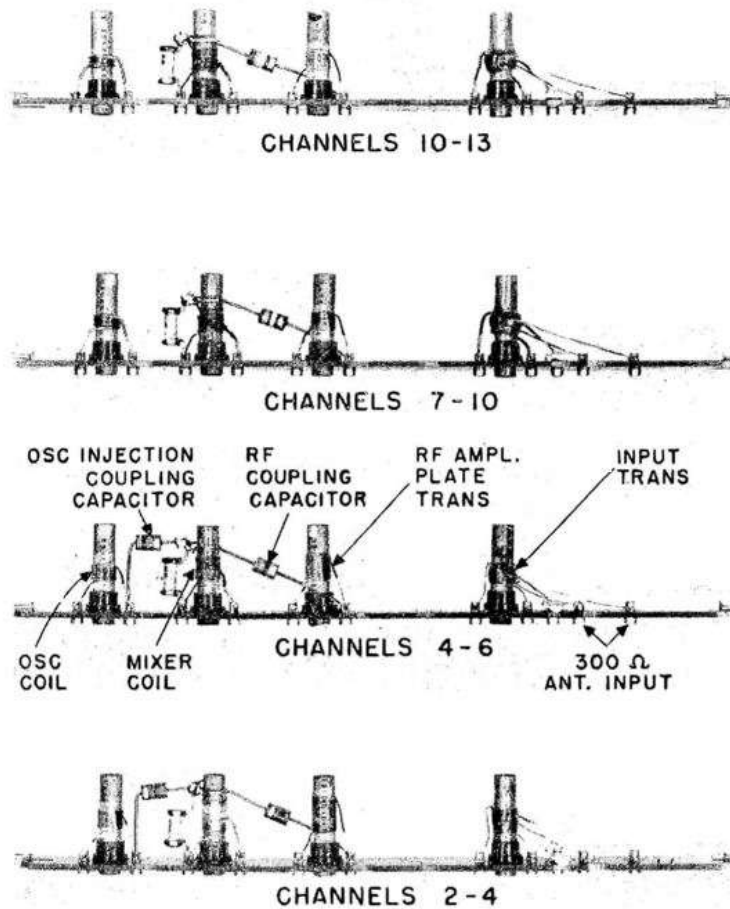 CHANNELS 10-13
CHANNELS 7-10
OSC INJECTION
COUPLING
CAPACITOR
RF
COUPLING
CAPACITOR
RF AMPL.
PLATE
TRANS
INPUT
TRANS
CHANNELS 4-6
OSC
COIL
MIXER
COIL
300 Ω
ANT. INPUT
CHANNELS 2-4